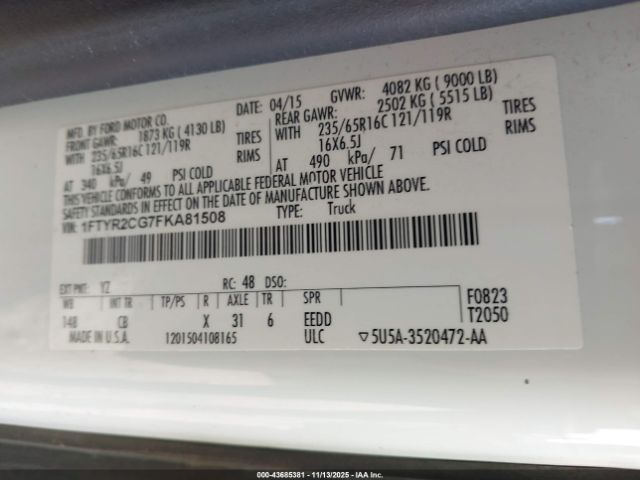 MFD. BY FORD MOTOR CO.
DATE: 04/15 GVWR: 4082 KG ( 9000 LB)
FRONT GAWR: 1873 KG ( 4130 LB)
REAR GAWR: 2502 KG ( 5515 LB)
WITH 235/65R16C 121/119R TIRES
WITH 235/65R16C 121/119R TIRES
16X6.5J RIMS
16X6.5J RIMS
AT 340 kPa/ 49 PSI COLD
AT 490 kPa/ 71 PSI COLD
THIS VEHICLE CONFORMS TO ALL APPLICABLE FEDERAL MOTOR VEHICLE
SAFETY STANDARDS IN EFFECT ON THE DATE OF MANUFACTURE SHOWN ABOVE.
VIN: 1FTYR2CG7FKA81508 TYPE: Truck
EXT PNT: YZ RC: 48 DSO: F0823
WB INT TR TP/PS R AXLE TR SPR T2050
148 CB X 31 6 EEDD
MADE IN U.S.A. 1201504108165 ULC ▽5U5A-3520472-AA
000-43685381 - 11/13/2025 - IAA Inc.